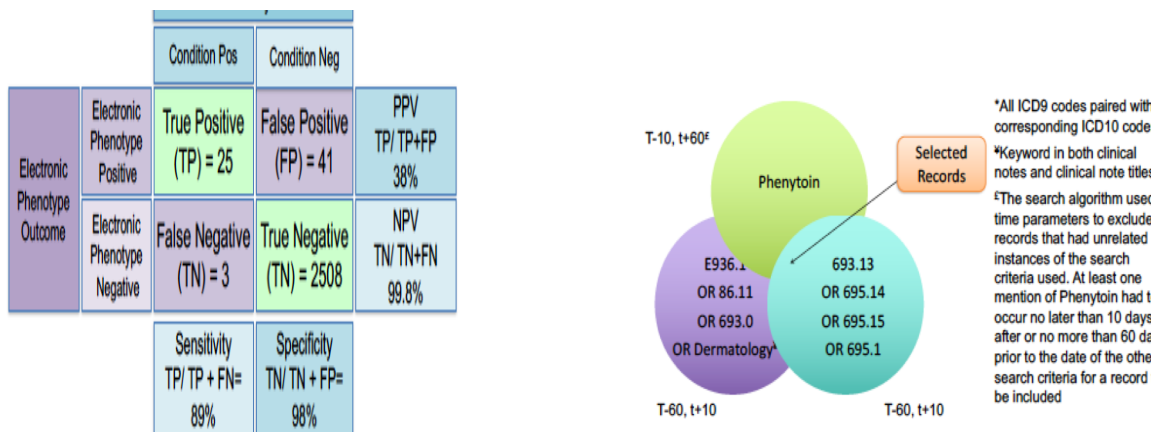 Condition Pos
Condition Neg
Electronic
Phenotype
Outcome
Electronic
Phenotype
Positive
True Positive
(TP) = 25
False Positive
(FP) = 41
PPV
TP/ TP+FP
38%
Electronic
Phenotype
Negative
False Negative
(TN) = 3
True Negative
(TN) = 2508
NPV
TN/ TN+FN
99.8%
Sensitivity
TP/ TP + FN=
89%
Specificity
TN/ TN + FP=
98%
T-10, t+60£
Phenytoin
Selected
Records
E936.1
OR 86.11
OR 693.0
OR Dermatology¥
693.13
OR 695.14
OR 695.15
OR 695.1
T-60, t+10
T-60, t+10
*All ICD9 codes paired with
corresponding ICD10 code
¥Keyword in both clinical
notes and clinical note titles
£The search algorithm used
time parameters to exclude
records that had unrelated
instances of the search
criteria used. At least one
mention of Phenytoin had
occur no later than 10 days
after or no more than 60
prior to the date of the
search criteria for a record
be included